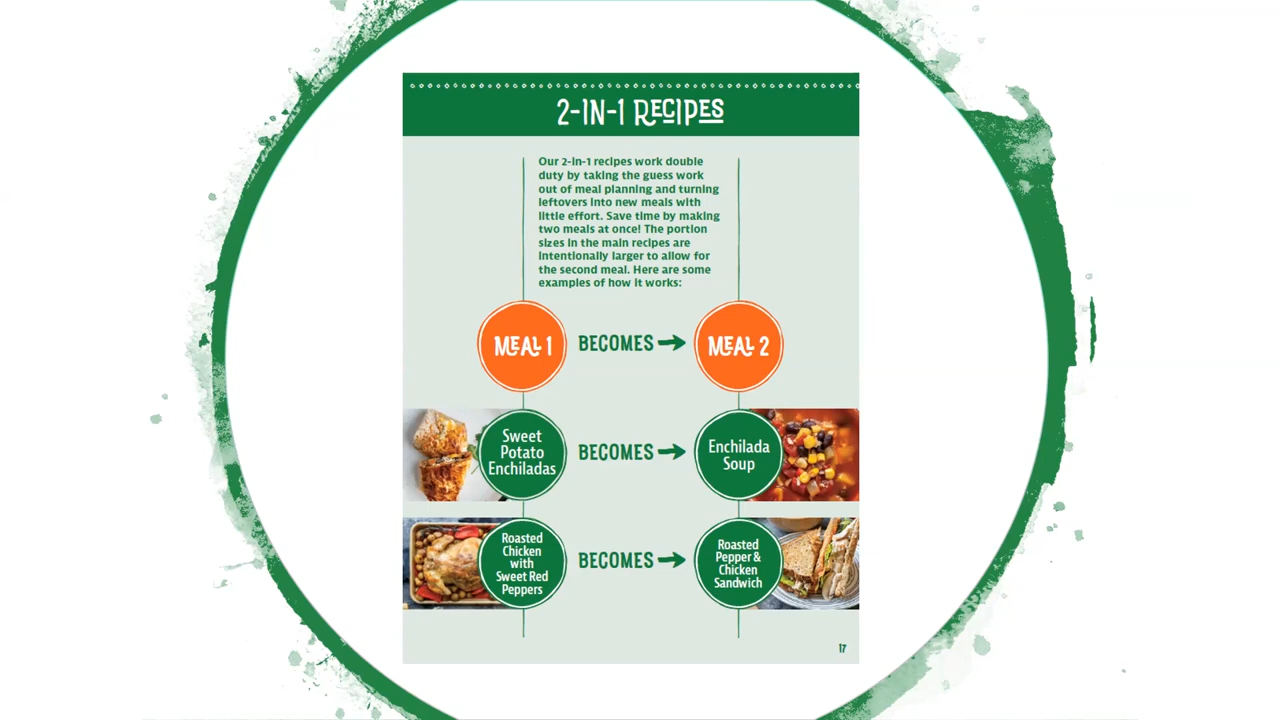 2-IN-1 RECIPES
Our 2-in-1 recipes work double
duty by taking the guess work
out of meal planning and turning
leftovers into new meals with
little effort. Save time by making
two meals at once! The portion
sizes in the main recipes are
intentionally larger to allow for
the second meal. Here are some
examples of how it works:
MEAL 1 BECOMES MEAL 2
Sweet
Potato
Enchiladas
BECOMES
Enchilada
Soup
Roasted
Chicken
with
Sweet Red
Peppers
BECOMES
Roasted
Pepper &
Chicken
Sandwich
17